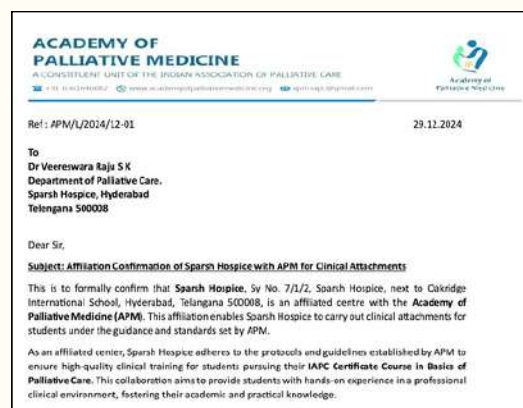 ACADEMY OF
PALLIATIVE MEDICINE
A CONSTITUENT UNIT OF THE INDIAN ASSOCIATION OF PALLIATIVE CARE
www.academyofpalliativemedicine.org
Academy of
Palliative Medicine
Ref : APM/L/2024/12-01 29.12.2024
To
Dr Veereswara Raju S K
Department of Palliative Care.
Sparsh Hospice, Hyderabad
Telengana 500008
Dear Sir,
Subject: Affiliation Confirmation of Sparsh Hospice with APM for Clinical Attachments
This is to formally confirm that Sparsh Hospice, Sy No. 7/1/2, Sparsh Hospice, next to Oakridge
International School, Hyderabad, Telangana 500008, is an affiliated centre with the Academy of
Palliative Medicine (APM). This affiliation enables Sparsh Hospice to carry out clinical attachments for
students under the guidance and standards set by APM.
As an affiliated center, Sparsh Hospice adheres to the protocols and guidelines established by APM to
ensure high-quality clinical training for students pursuing their IAPC Certificate Course in Basics of
Palliative Care. This collaboration aims to provide students with hands-on experience in a professional
clinical environment, fostering their academic and practical knowledge.